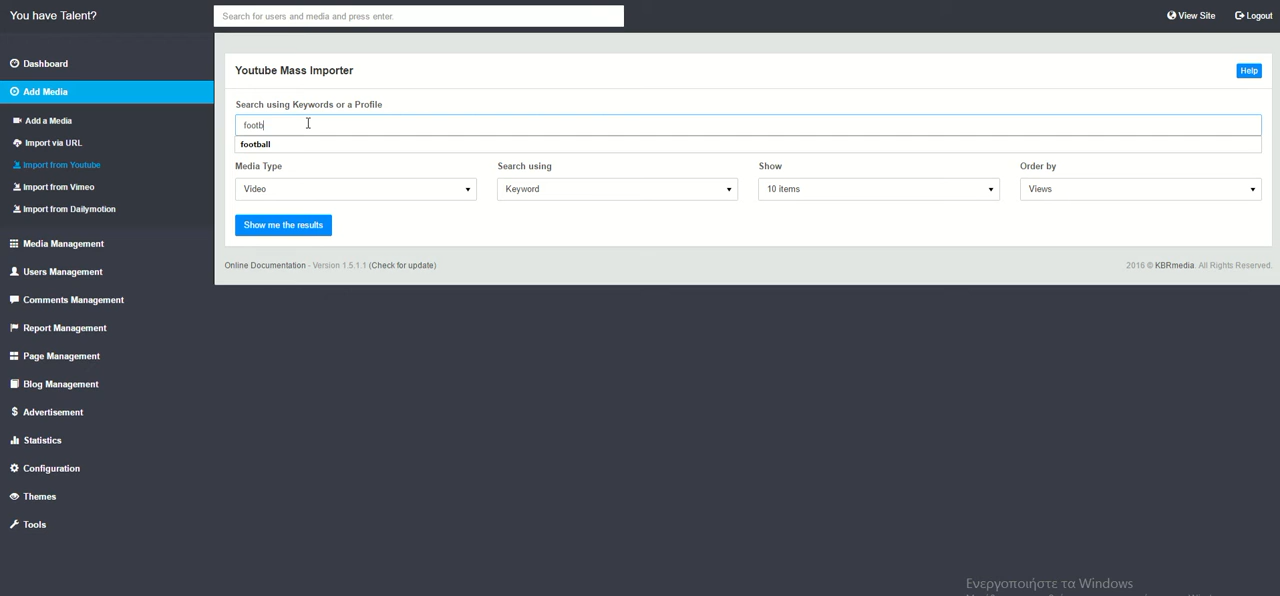 You have Talent?
Search for users and media and press enter.
View Site
Logout
Dashboard
Add Media
Add a Media
Import via URL
Import from Youtube
Import from Vimeo
Import from Dailymotion
Media Management
Users Management
Comments Management
Report Management
Page Management
Blog Management
Advertisement
Statistics
Configuration
Themes
Tools
Youtube Mass Importer
Help
Search using Keywords or a Profile
footb
football
Media Type
Search using
Show
Order by
Video
Keyword
10 items
Views
Show me the results
Online Documentation - Version 1.5.1.1 (Check for update)
2016 © KBRmedia. All Rights Reserved.
Ενεργοποιήστε τα Windows